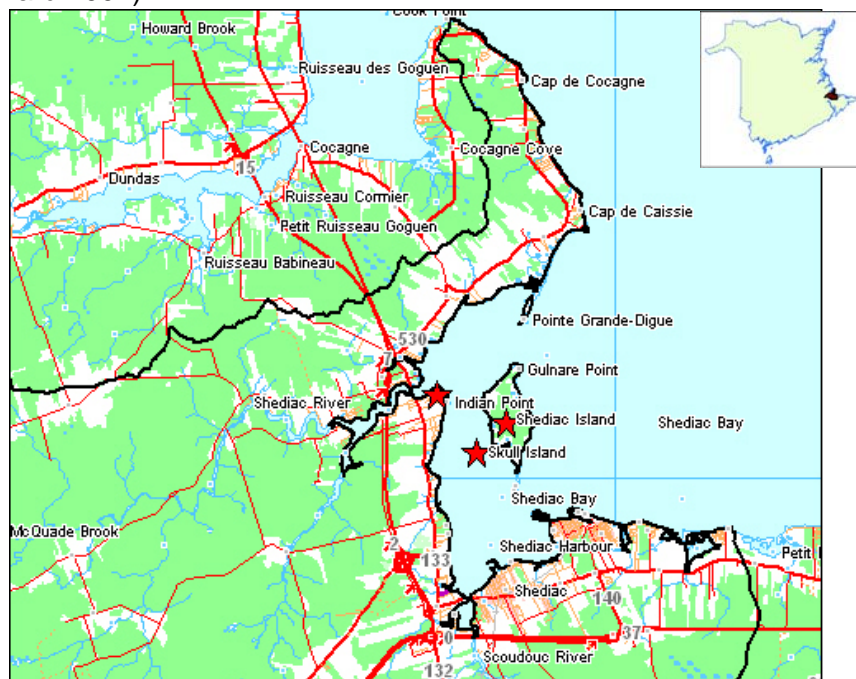 Cook Point
Howard Brook
Ruisseau des Goguen
Cap de Cocagne
Cocagne
Cocagne Cove
15
Dundas
Ruisseau Cormier
Cap de Caissie
Petit Ruisseau Goguen
Ruisseau Babineau
Pointe Grande-Digue
530
7
Gulnare Point
Shediac River
Indian Point
Shediac Island
Shediac Bay
Skull Island
Shediac Bay
McQuade Brook
2
Shediac Harbour
133
Petit
Shediac
140
Scoudouc River
132